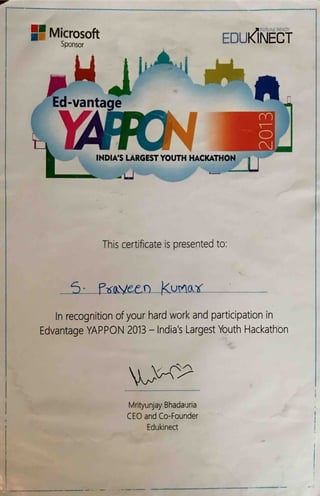 Microsoft
Sponsor
EDUKINECT
Ed-vantage
YAPPON 2013
INDIA'S LARGEST YOUTH HACKATHON
This certificate is presented to:
S. Praveen Kumar
In recognition of your hard work and participation in
Edvantage YAPPON 2013 – India's Largest Youth Hackathon
Mrityunjay Bhadauria
CEO and Co-Founder
Edukinect